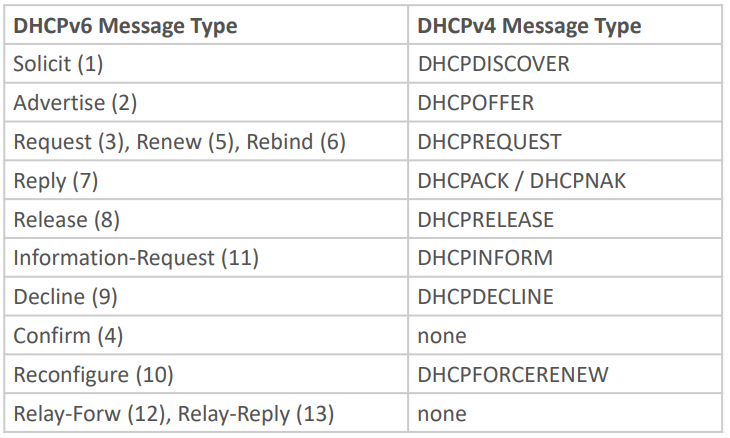 DHCPv6 Message Type DHCPv4 Message Type
Solicit (1) DHCPDISCOVER
Advertise (2) DHCPOFFER
Request (3), Renew (5), Rebind (6) DHCPREQUEST
Reply (7) DHCPACK / DHCPNAK
Release (8) DHCPRELEASE
Information-Request (11) DHCPINFORM
Decline (9) DHCPDECLINE
Confirm (4) none
Reconfigure (10) DHCPFORCERENEW
Relay-Forw (12), Relay-Reply (13) none